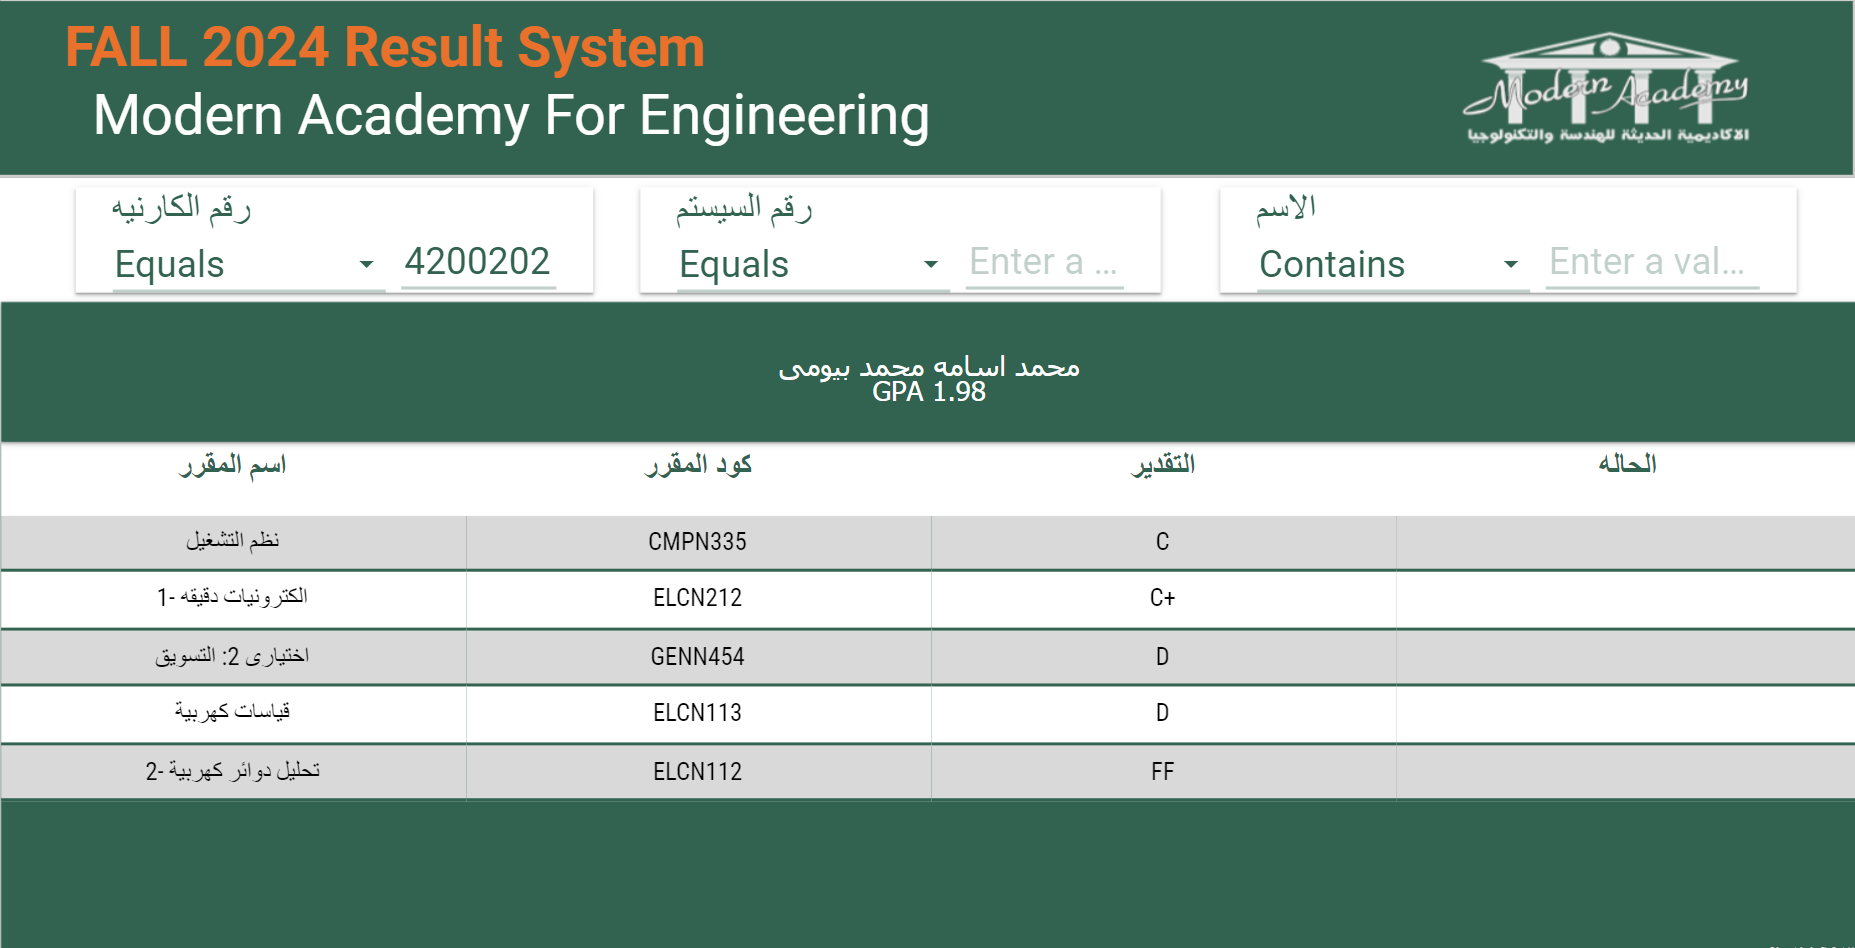 FALL 2024 Result System
Modern Academy For Engineering
Modern Academy
الاكاديمية الحديثة للهندسة والتكنولوجيا
رقم الكارنيه
Equals 4200202
رقم السيستم
Equals Enter a ...
الاسم
Contains Enter a val...
محمد اسامه محمد بيومى
GPA 1.98
اسم المقرر كود المقرر التقدير الحاله
نظم التشغيل CMPN335 C
الكترونيات دقيقه -1 ELCN212 C+
اختيارى 2: التسويق GENN454 D
قياسات كهربية ELCN113 D
تحليل دوائر كهربية -2 ELCN112 FF